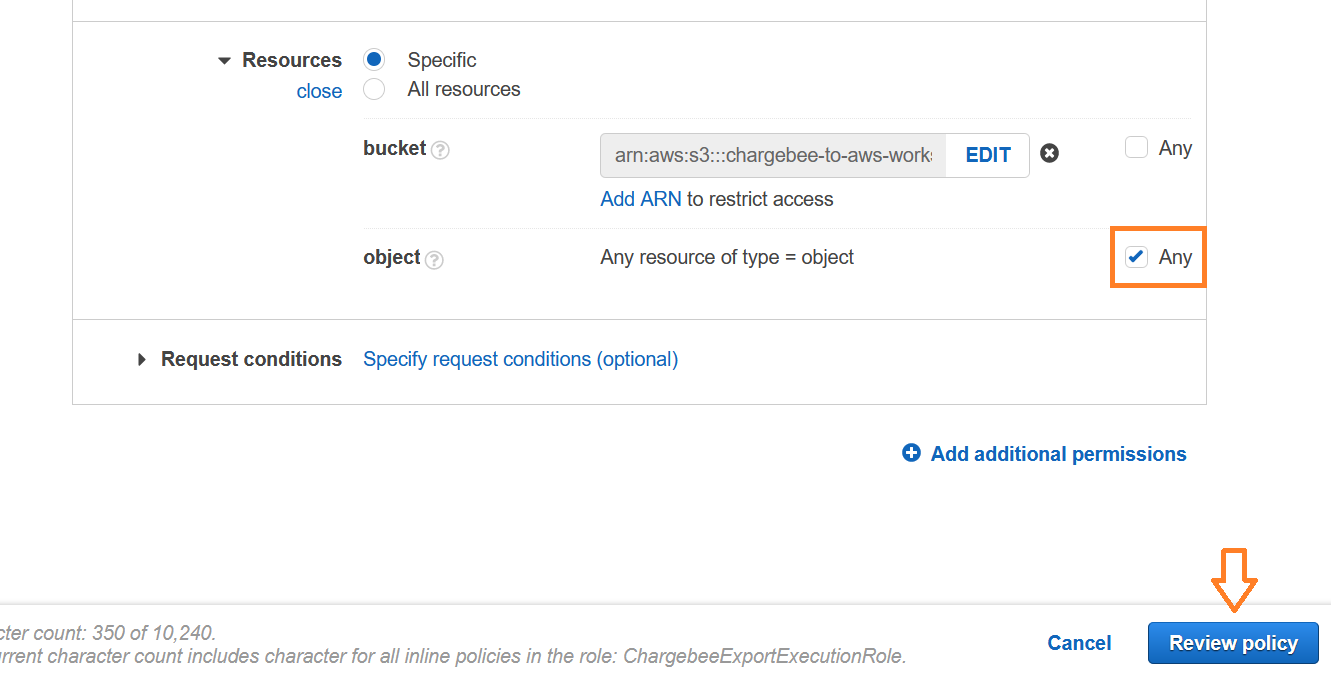 Resources
Specific
close
All resources
bucket ?
arn:aws:s3:::chargebee-to-aws-works
EDIT
Any
Add ARN to restrict access
object ?
Any resource of type = object
Any
Request conditions
Specify request conditions (optional)
Add additional permissions
cter count: 350 of 10,240.
rrent character count includes character for all inline policies in the role: ChargebeeExportExecutionRole.
Cancel
Review policy